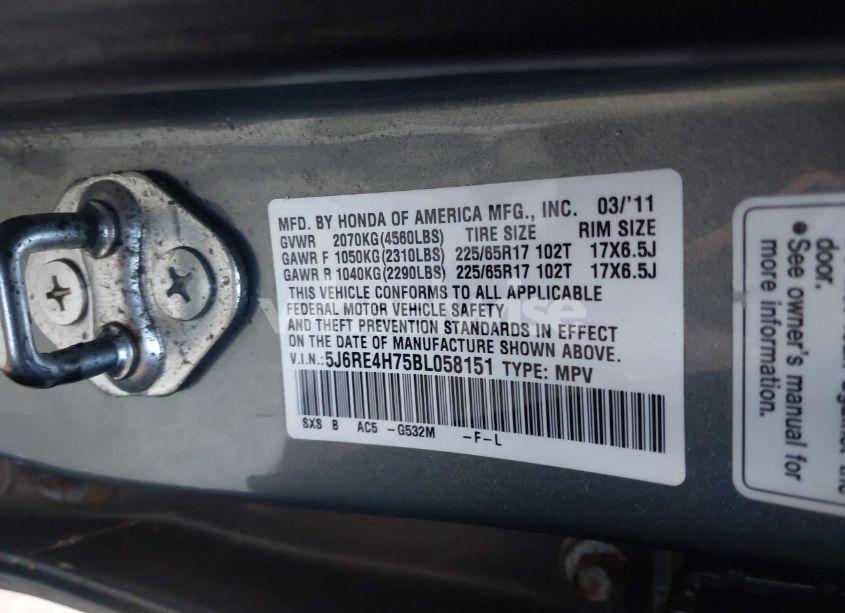 MFD. BY HONDA OF AMERICA MFG., INC. 03/'11
GVWR 2070KG(4560LBS) TIRE SIZE RIM SIZE
GAWR F 1050KG(2310LBS) 225/65R17 102T 17X6.5J
GAWR R 1040KG(2290LBS) 225/65R17 102T 17X6.5J
THIS VEHICLE CONFORMS TO ALL APPLICABLE
FEDERAL MOTOR VEHICLE SAFETY
AND THEFT PREVENTION STANDARDS IN EFFECT
ON THE DATE OF MANUFACTURE SHOWN ABOVE.
V.I.N.:5J6RE4H75BL058151 TYPE: MPV
SXS B AC5 -G532M -F-L
door.
● See owner's manual for
more information.